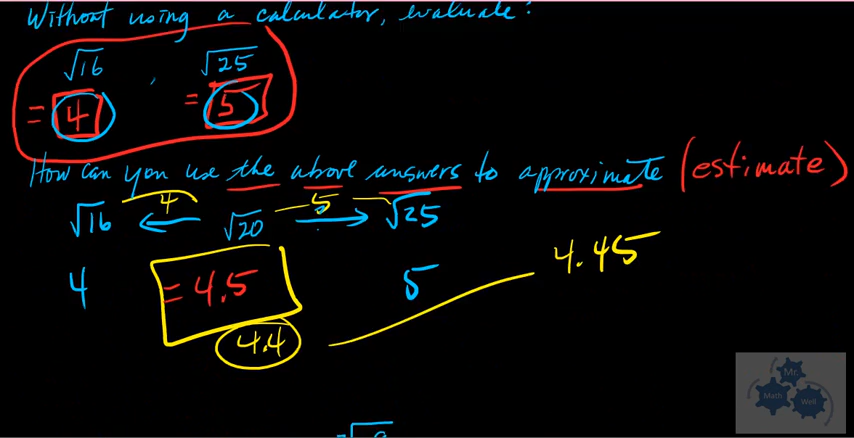 Without using a calculator, evaluate:
√16 , √25
= 4 = 5
How can you use the above answers to approximate (estimate)
4 5
√16 √20 √25
4 = 4.5 5 4.45
4.4
Mr.
Math Well